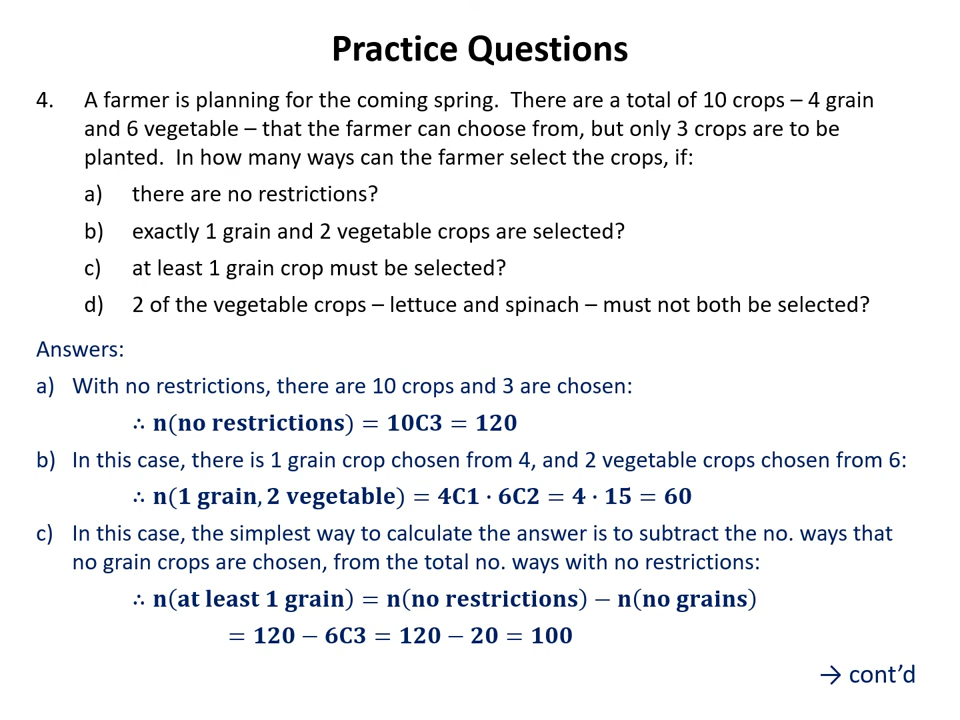 Practice Questions
4. A farmer is planning for the coming spring. There are a total of 10 crops – 4 grain
and 6 vegetable – that the farmer can choose from, but only 3 crops are to be
planted. In how many ways can the farmer select the crops, if:
a) there are no restrictions?
b) exactly 1 grain and 2 vegetable crops are selected?
c) at least 1 grain crop must be selected?
d) 2 of the vegetable crops – lettuce and spinach – must not both be selected?
Answers:
a) With no restrictions, there are 10 crops and 3 are chosen:
∴ n(no restrictions) = 10C3 = 120
b) In this case, there is 1 grain crop chosen from 4, and 2 vegetable crops chosen from 6:
∴ n(1 grain, 2 vegetable) = 4C1 · 6C2 = 4 · 15 = 60
c) In this case, the simplest way to calculate the answer is to subtract the no. ways that
no grain crops are chosen, from the total no. ways with no restrictions:
∴ n(at least 1 grain) = n(no restrictions) − n(no grains)
= 120 − 6C3 = 120 − 20 = 100
→ cont’d